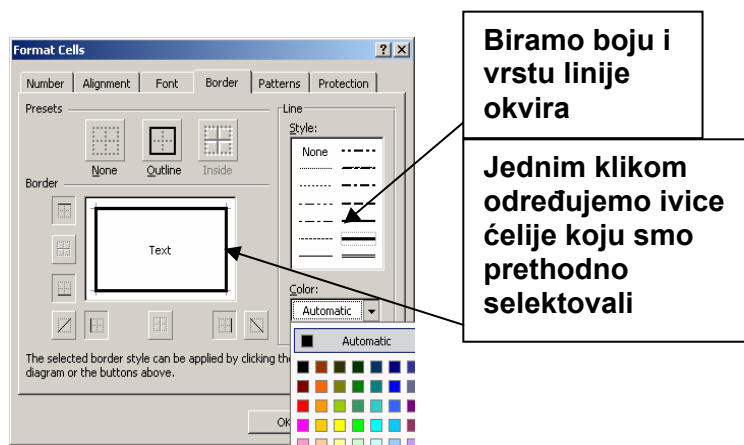 Format Cells
Number Alignment Font Border Patterns Protection
Presets
None Outline Inside
Border
Text
The selected border style can be applied by clicking the
diagram or the buttons above.
Line
Style:
None
Color:
Automatic
Automatic
OK
Biramo boju i
vrstu linije
okvira
Jednim klikom
određujemo ivice
ćelije koju smo
prethodno
selektovali